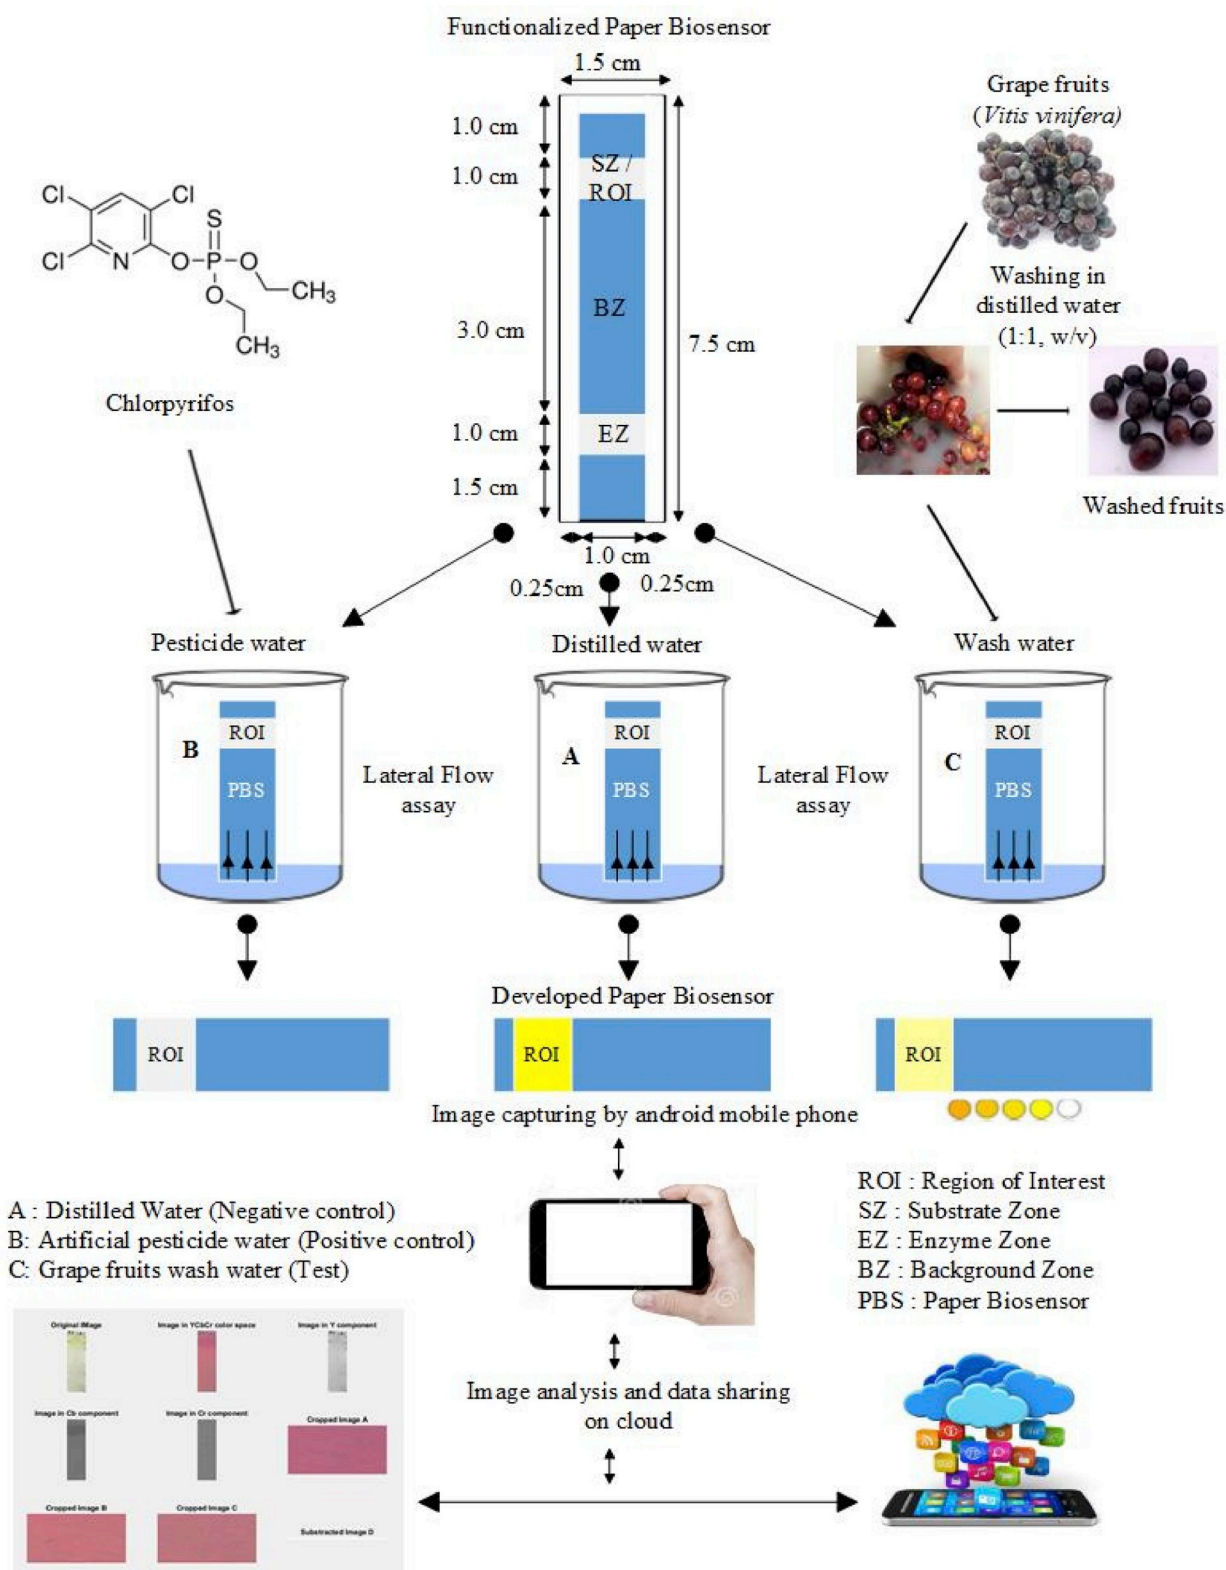 Functionalized Paper Biosensor
1.5 cm
1.0 cm
1.0 cm
3.0 cm
1.0 cm
1.5 cm
SZ /
ROI
BZ
EZ
7.5 cm
1.0 cm
0.25cm
0.25cm
Cl
Cl
Cl
N
O
S
P
O
O
CH₃
CH₃
Chlorpyrifos
Grape fruits
(Vitis vinifera)
Washing in
distilled water
(1:1, w/v)
Washed fruits
Pesticide water
Distilled water
Wash water
B
ROI
PBS
Lateral Flow
assay
A
ROI
PBS
Lateral Flow
assay
C
ROI
PBS
Developed Paper Biosensor
ROI
ROI
ROI
Image capturing by android mobile phone
A : Distilled Water (Negative control)
B: Artificial pesticide water (Positive control)
C: Grape fruits wash water (Test)
ROI : Region of Interest
SZ : Substrate Zone
EZ : Enzyme Zone
BZ : Background Zone
PBS : Paper Biosensor
Image analysis and data sharing
on cloud
Original IMage
Image in YCbCr color space
Image in Y component
Image in Cb component
Image in Cr component
Cropped Image A
Cropped Image B
Cropped Image C
Substracted Image D